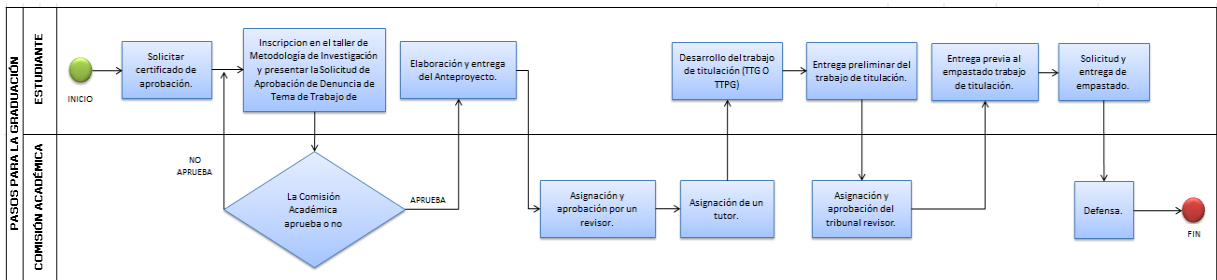 PASOS PARA LA GRADUACIÓN
ESTUDIANTE
INICIO
Solicitar
certificado de
aprobación.
Inscripcion en el taller de
Metodología de Investigación
y presentar la Solicitud de
Aprobación de Denuncia de
Tema de Trabajo de
Elaboración y entrega
del Anteproyecto.
Desarrollo del trabajo
de titulación (TTG O
TTPG)
Entrega preliminar del
trabajo de titulación.
Entrega previa al
empastado trabajo
de titulación.
Solicitud y
entrega de
empastado.
COMISIÓN ACADÉMICA
NO
APRUEBA
La Comisión
Académica
aprueba o no
APRUEBA
Asignación y
aprobación por un
revisor.
Asignación de un
tutor.
Asignación y
aprobación del
tribunal revisor.
Defensa.
FIN